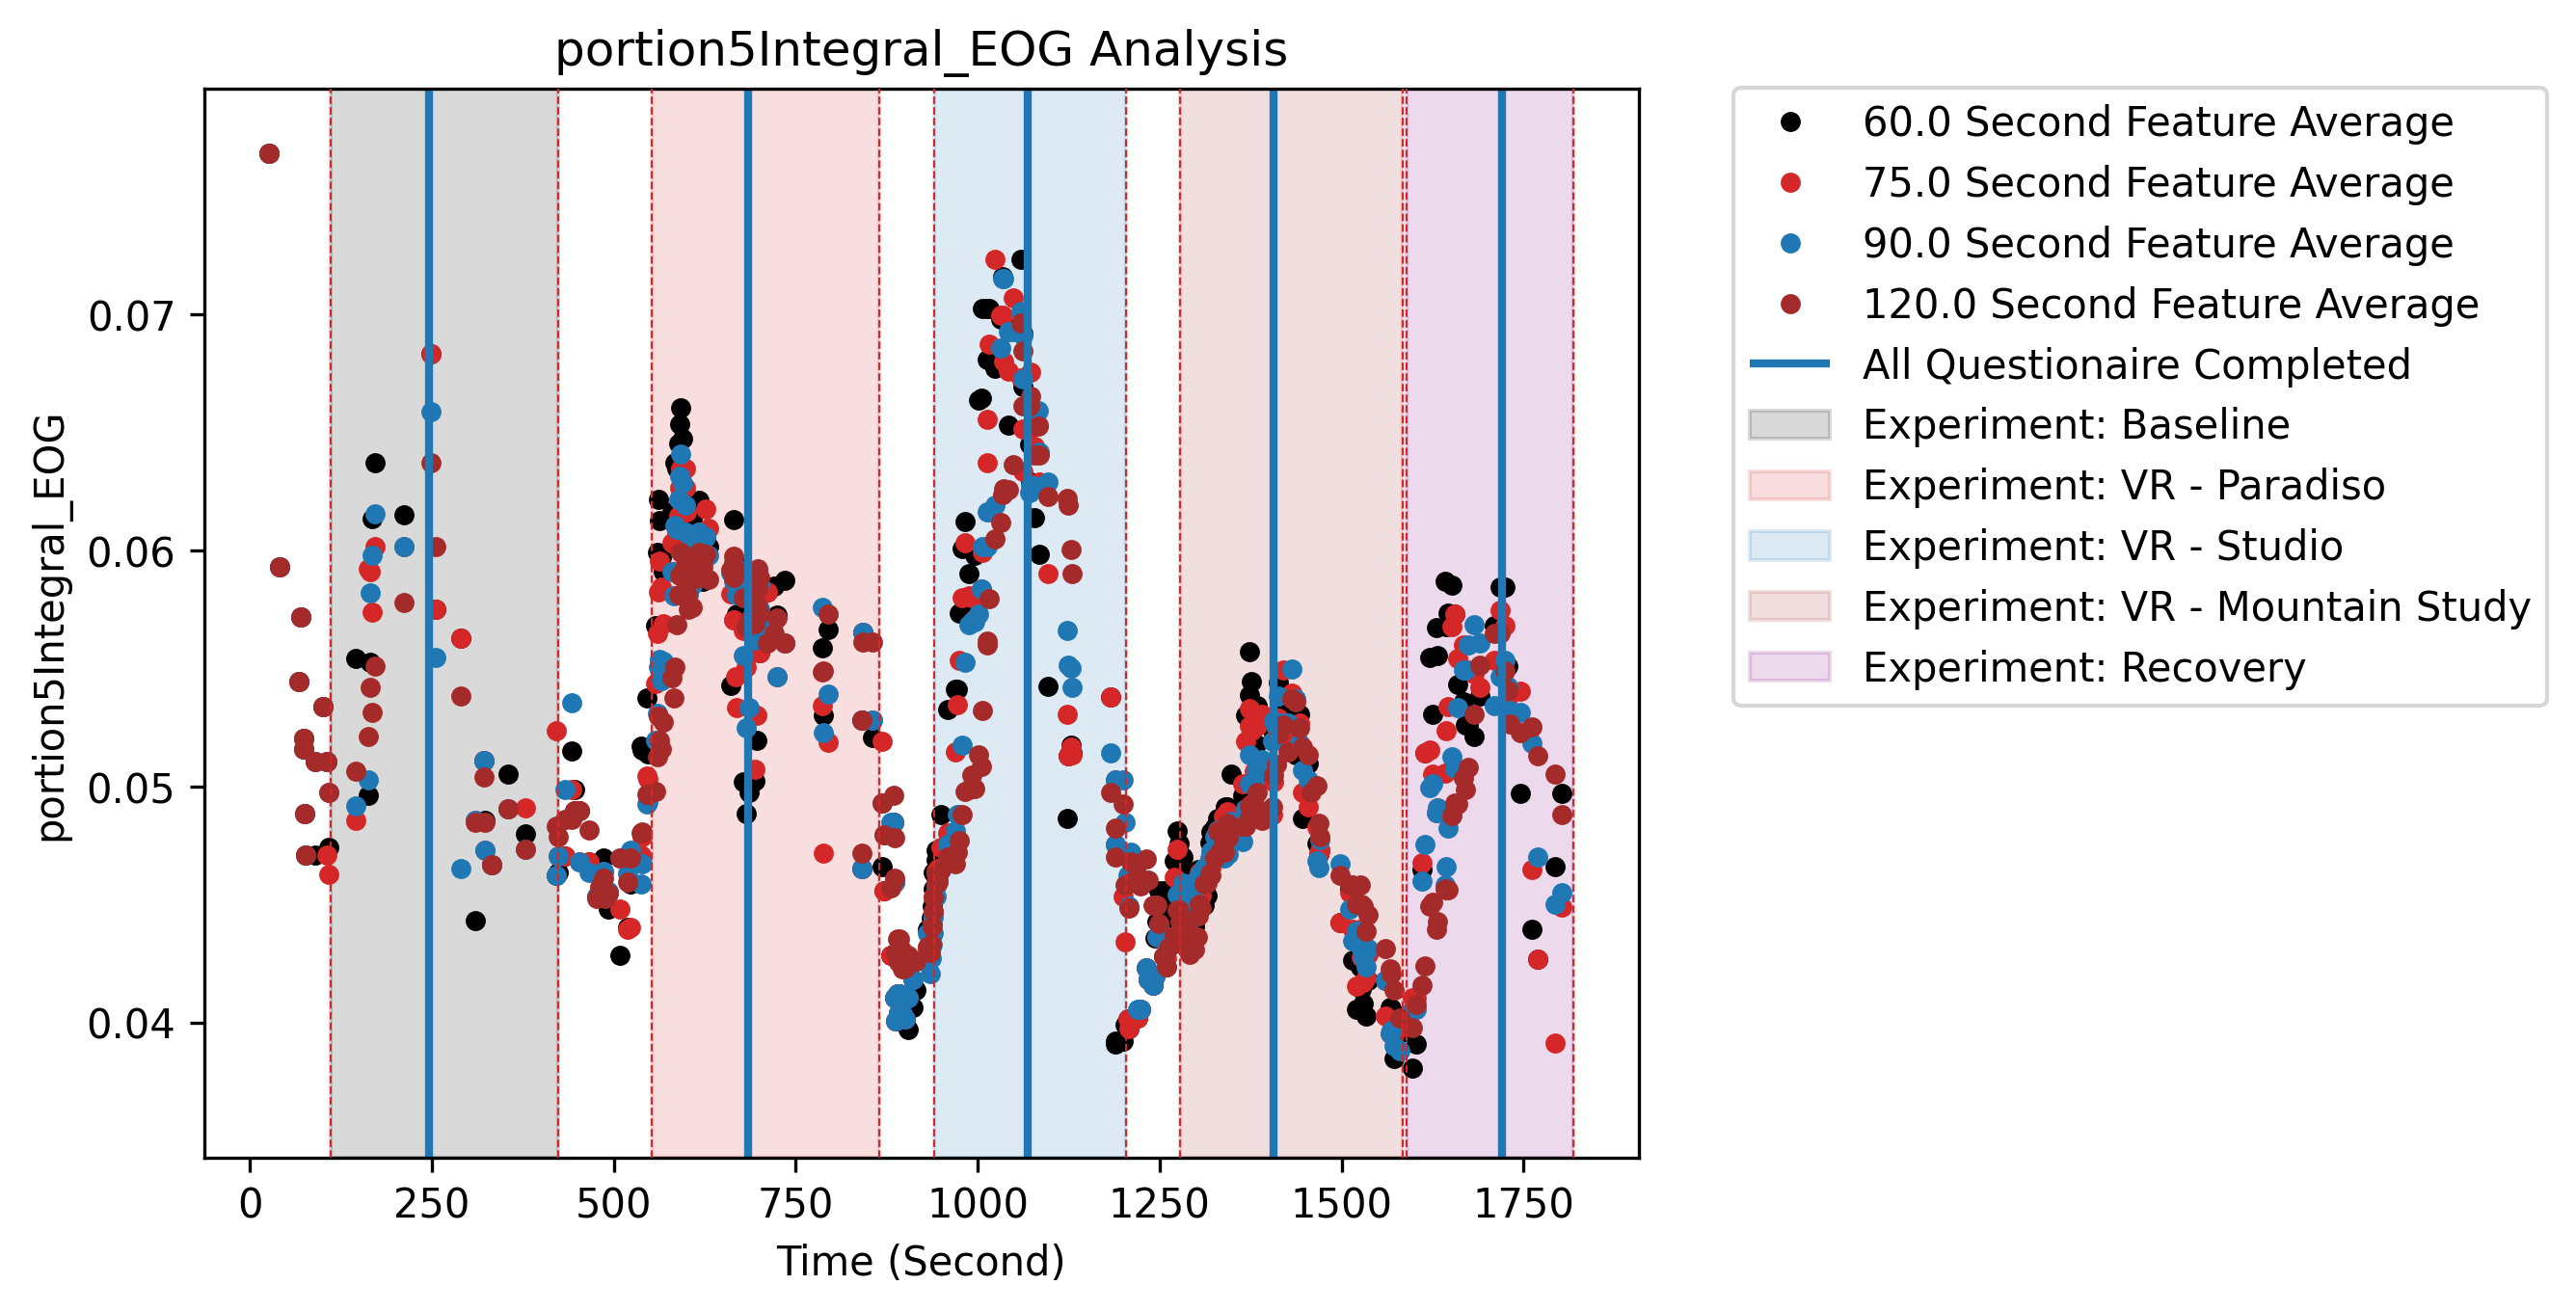 portion5Integral_EOG Analysis
portion5Integral_EOG
0.07
0.06
0.05
0.04
0 250 500 750 1000 1250 1500 1750
Time (Second)
60.0 Second Feature Average
75.0 Second Feature Average
90.0 Second Feature Average
120.0 Second Feature Average
All Questionaire Completed
Experiment: Baseline
Experiment: VR - Paradiso
Experiment: VR - Studio
Experiment: VR - Mountain Study
Experiment: Recovery